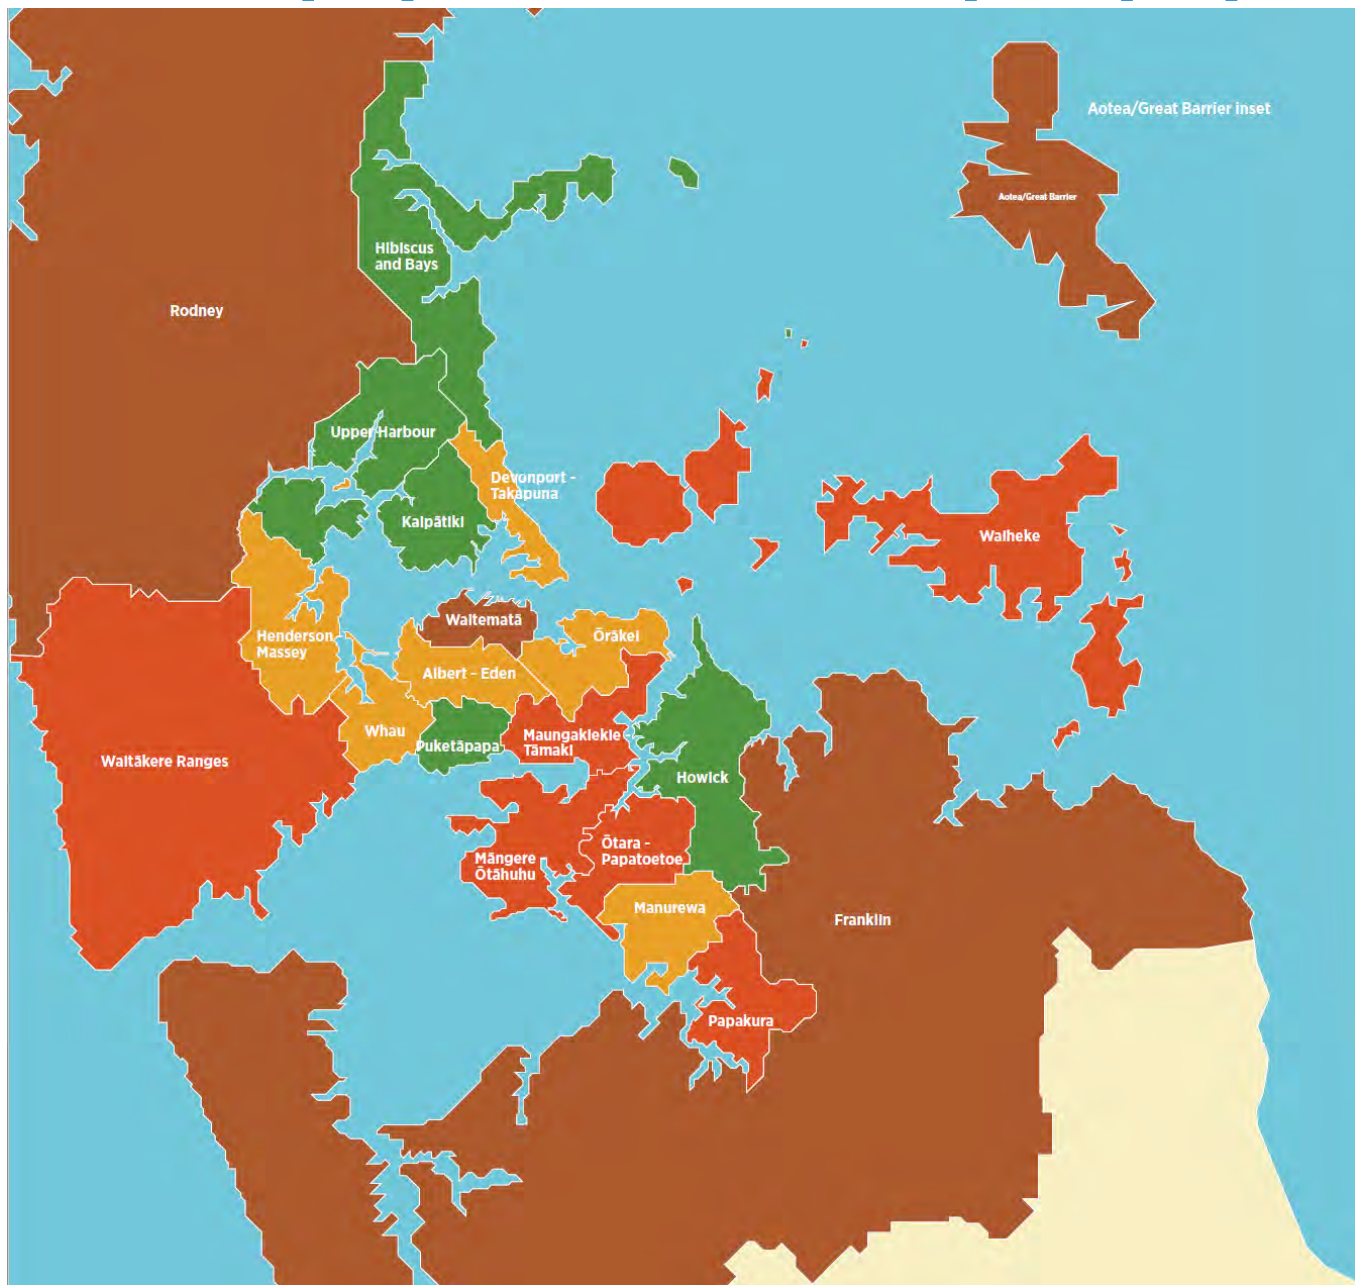 Aotea/Great Barrier inset
Aotea/Great Barrier
Hibiscus
and Bays
Rodney
Upper Harbour
Devonport -
Takapuna
Kaipātiki
Waiheke
Waitematā
Ōrākei
Henderson
Massey
Albert - Eden
Whau
Puketāpapa
Maungakiekie
Tāmaki
Waitākere Ranges
Howick
Ōtara -
Papatoetoe
Māngere
Ōtāhuhu
Manurewa
Franklin
Papakura